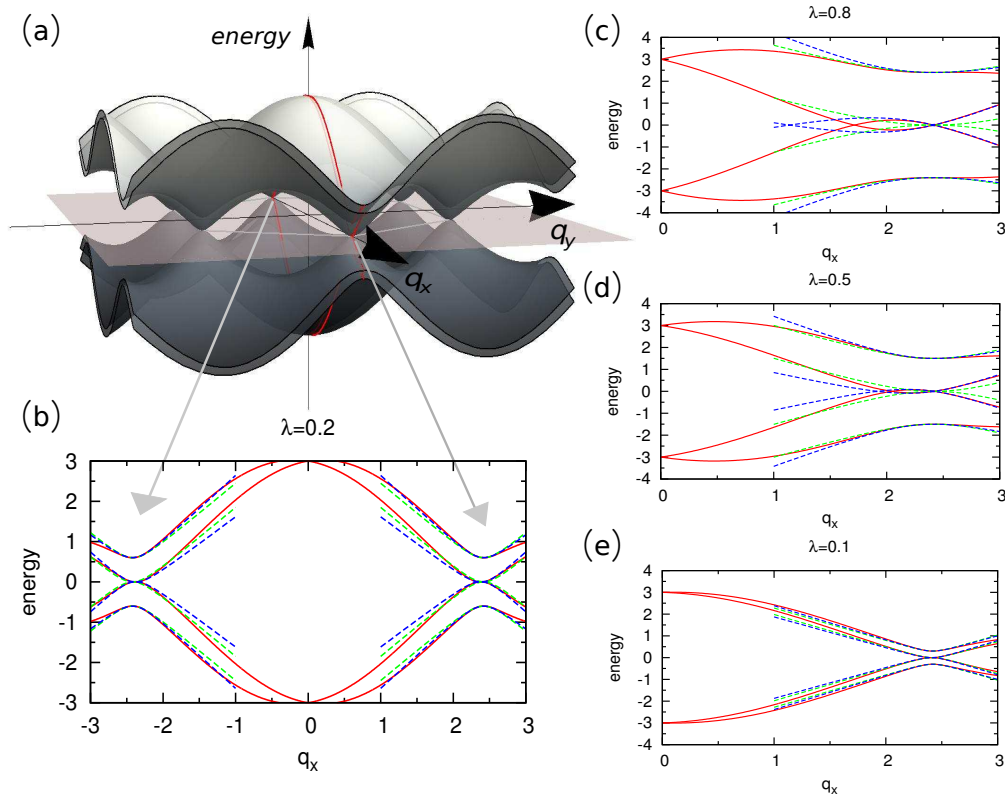 (a)
energy
q_y
q_x
(b)
λ=0.2
energy
3
2
1
0
-1
-2
-3
-3 -2 -1 0 1 2 3
q_x
(c)
λ=0.8
energy
4
3
2
1
0
-1
-2
-3
-4
0 1 2 3
q_x
(d)
λ=0.5
energy
4
3
2
1
0
-1
-2
-3
-4
0 1 2 3
q_x
(e)
λ=0.1
energy
4
3
2
1
0
-1
-2
-3
-4
0 1 2 3
q_x